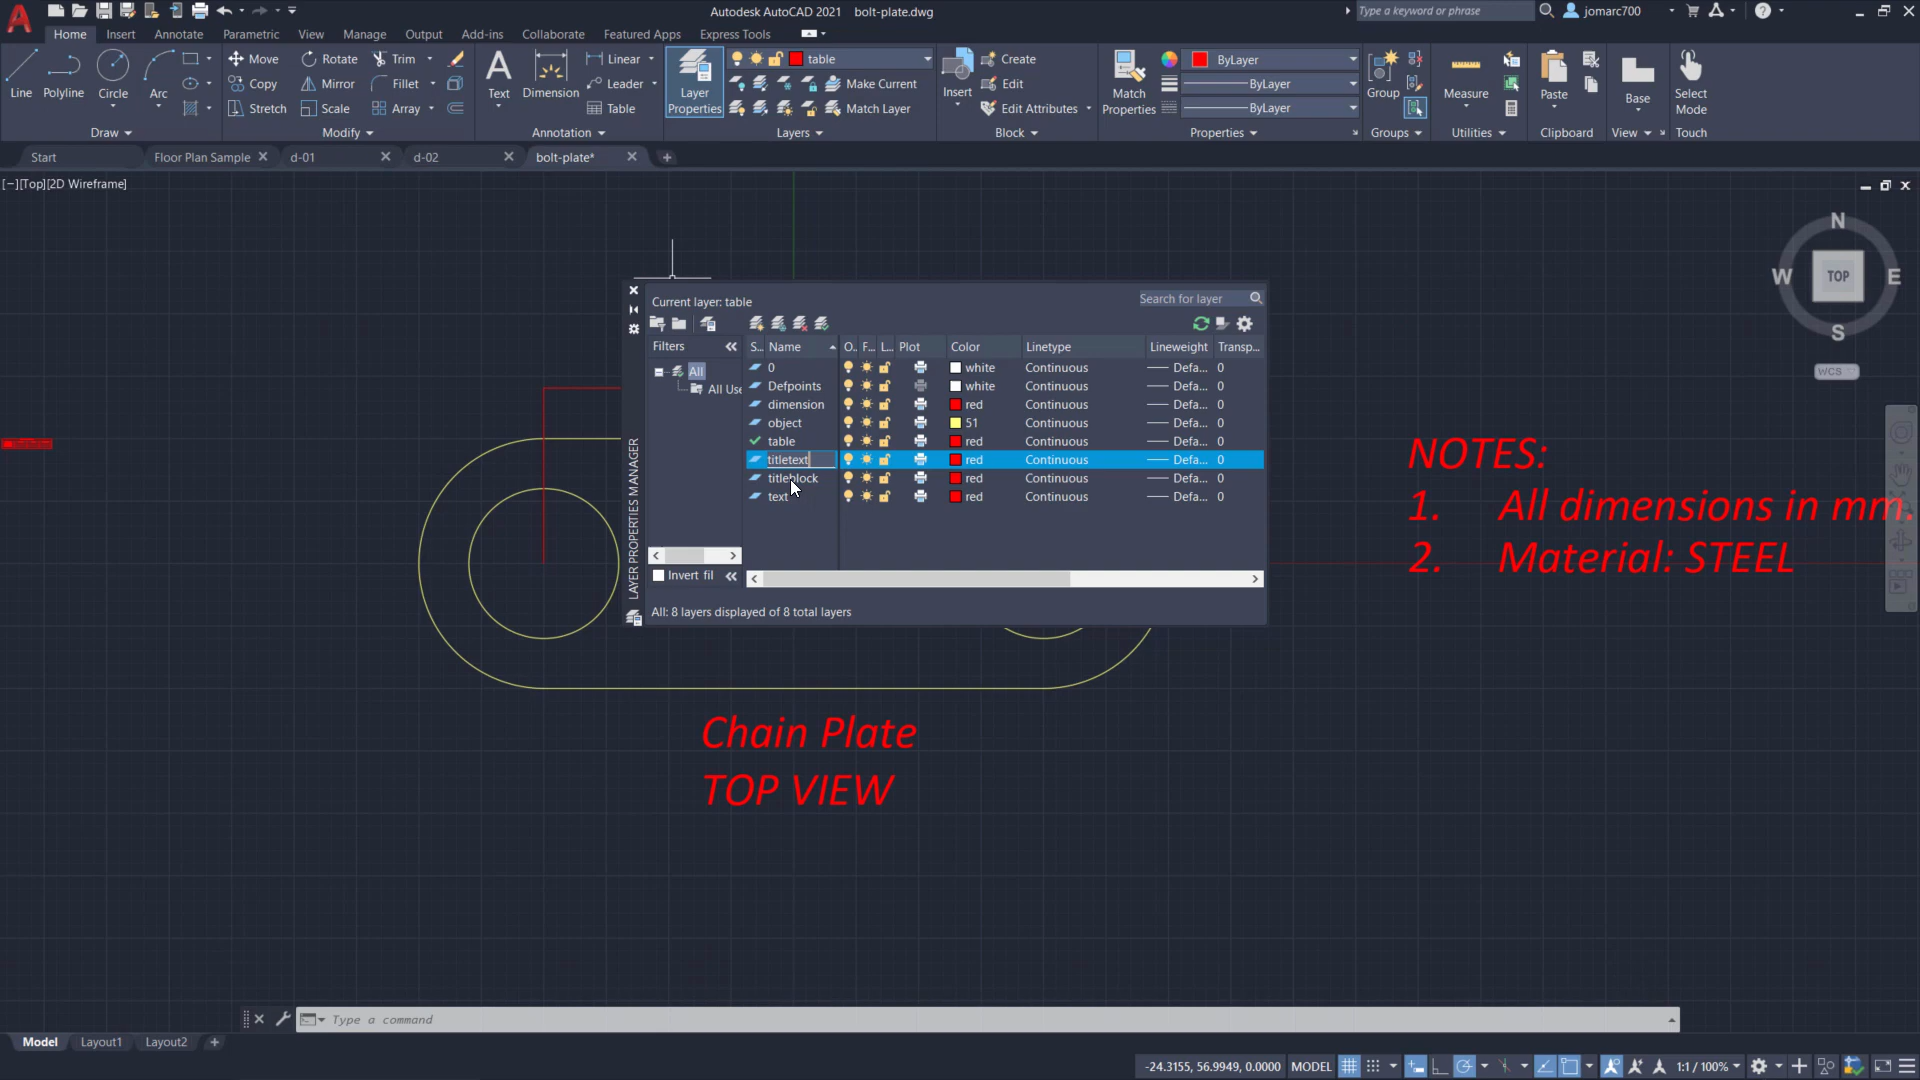 Autodesk AutoCAD 2021 bolt-plate.dwg
Type a keyword or phrase
jomarc700
Home Insert Annotate Parametric View Manage Output Add-ins Collaborate Featured Apps Express Tools
Line Polyline Circle Arc
Draw
Move Rotate Trim
Copy Mirror Fillet
Stretch Scale Array
Modify
Text Dimension
Linear
Leader
Table
Annotation
Layer Properties
table
Make Current
Match Layer
Layers
Insert
Create
Edit
Edit Attributes
Block
Match Properties
ByLayer
ByLayer
ByLayer
Properties
Group
Groups
Measure
Utilities
Paste
Clipboard
Base
View
Select Mode
Touch
Start Floor Plan Sample d-01 d-02 bolt-plate*
[−][Top][2D Wireframe]
N
W TOP E
S
WCS
Current layer: table
Search for layer
Filters
All
All Use
S.. Name O.. F... L... Plot Color Linetype Lineweight Transp...
0 white Continuous Defa... 0
Defpoints white Continuous Defa... 0
dimension red Continuous Defa... 0
object 51 Continuous Defa... 0
table red Continuous Defa... 0
titletext red Continuous Defa... 0
titleblock red Continuous Defa... 0
text red Continuous Defa... 0
Invert fil
All: 8 layers displayed of 8 total layers
LAYER PROPERTIES MANAGER
NOTES:
1. All dimensions in mm.
2. Material: STEEL
Chain Plate
TOP VIEW
Type a command
Model Layout1 Layout2
-24.3155, 56.9949, 0.0000 MODEL 1:1 / 100%